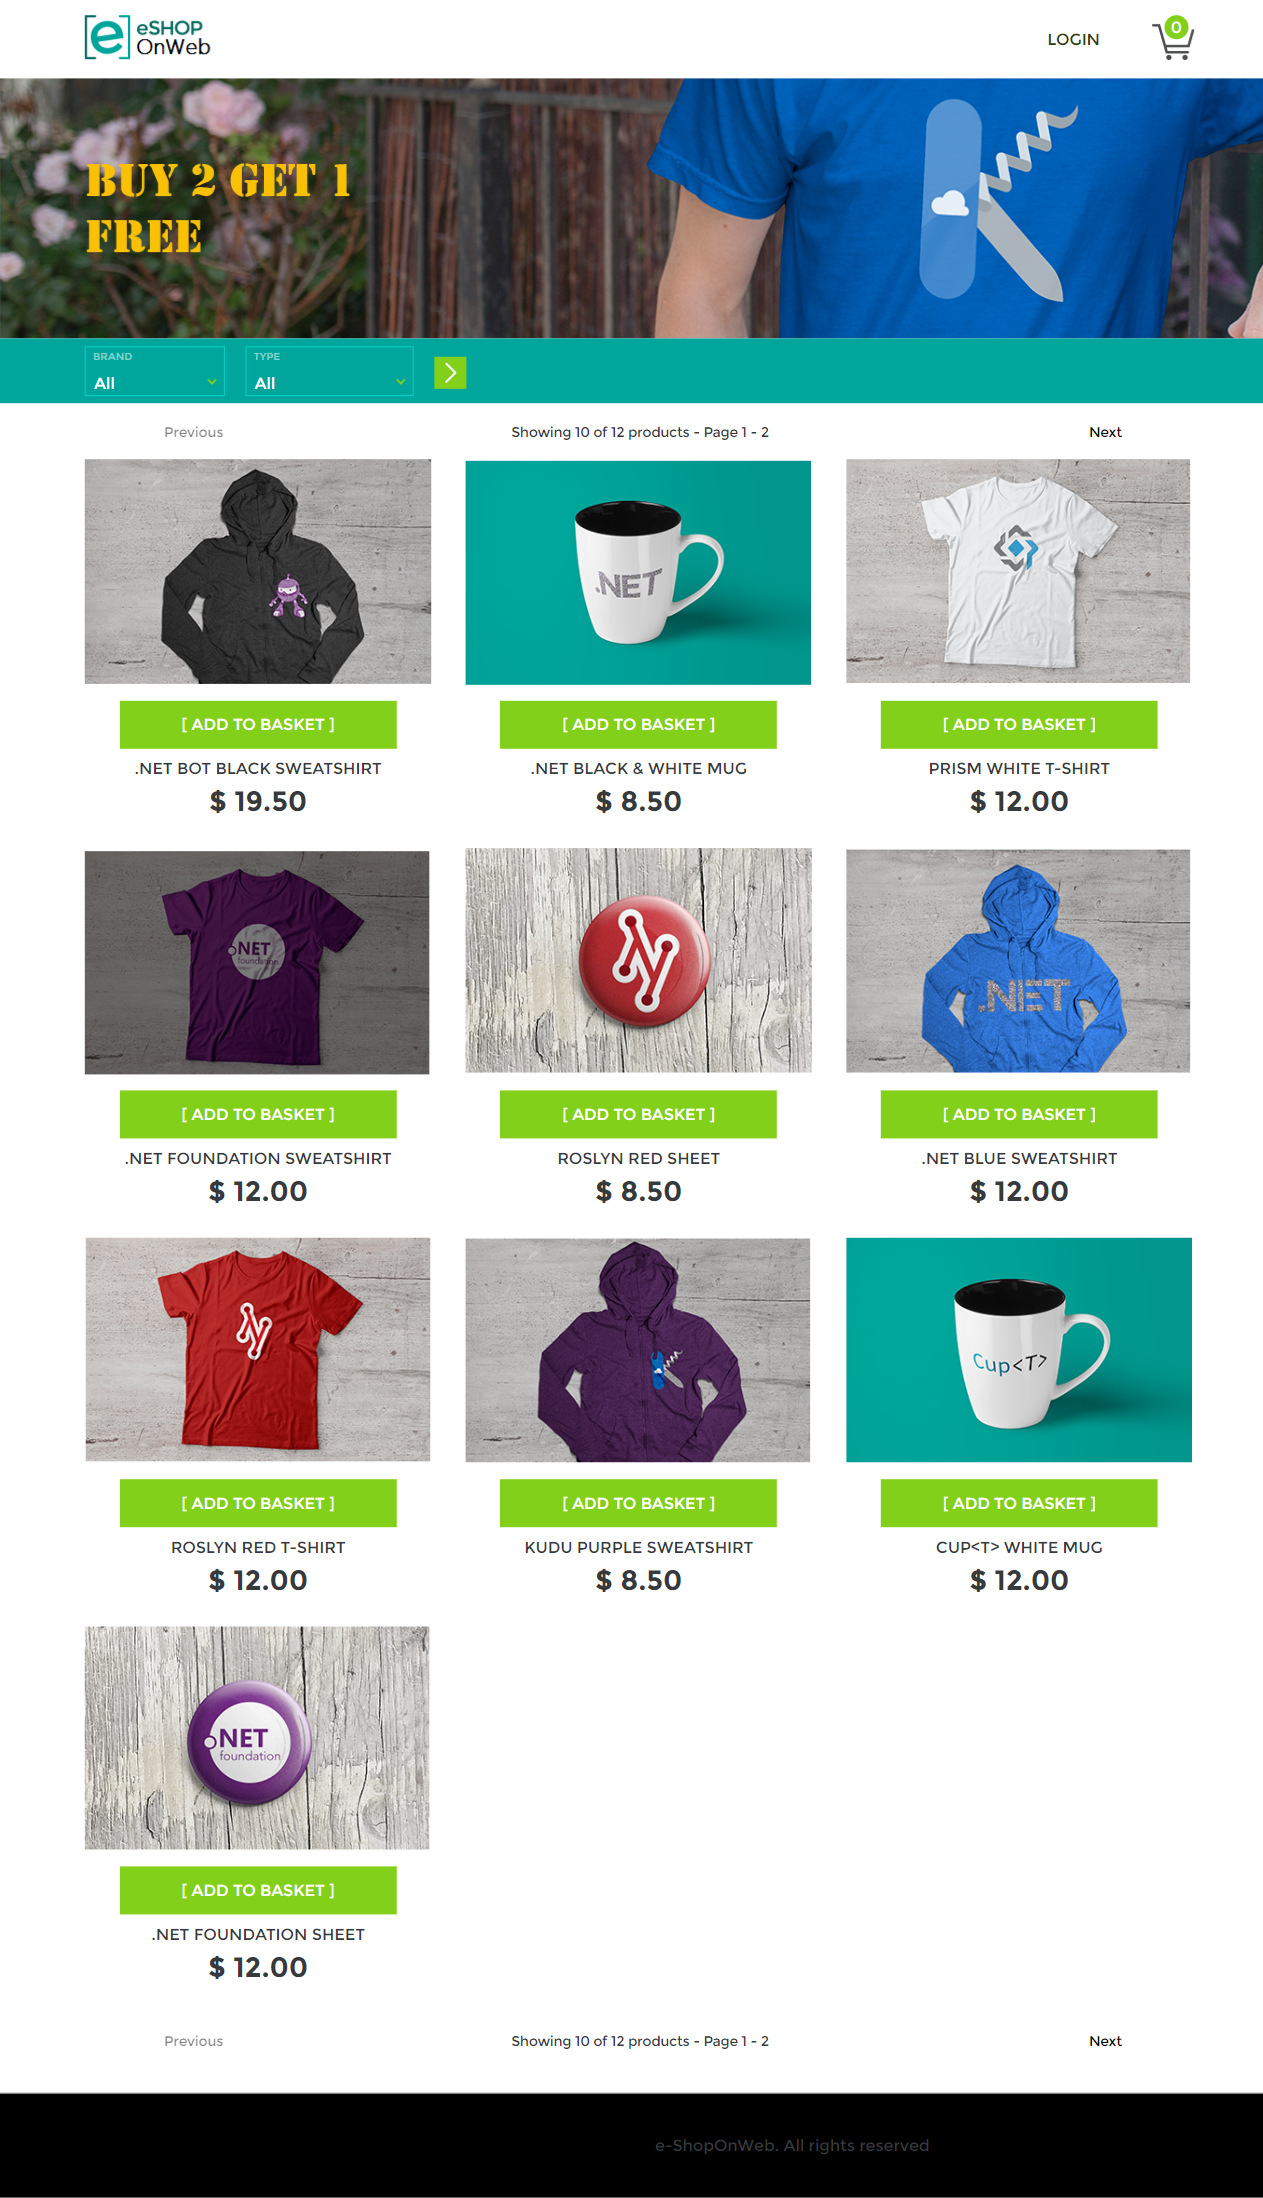 [e] eSHOP
OnWeb
LOGIN
0
BUY 2 GET 1
FREE
BRAND
All
TYPE
All
Previous
Showing 10 of 12 products - Page 1 - 2
Next
.NET
[ ADD TO BASKET ]
[ ADD TO BASKET ]
[ ADD TO BASKET ]
.NET BOT BLACK SWEATSHIRT
.NET BLACK & WHITE MUG
PRISM WHITE T-SHIRT
$ 19.50
$ 8.50
$ 12.00
.NET
foundation
.NET
[ ADD TO BASKET ]
[ ADD TO BASKET ]
[ ADD TO BASKET ]
.NET FOUNDATION SWEATSHIRT
ROSLYN RED SHEET
.NET BLUE SWEATSHIRT
$ 12.00
$ 8.50
$ 12.00
Cup<T>
[ ADD TO BASKET ]
[ ADD TO BASKET ]
[ ADD TO BASKET ]
ROSLYN RED T-SHIRT
KUDU PURPLE SWEATSHIRT
CUP<T> WHITE MUG
$ 12.00
$ 8.50
$ 12.00
.NET
foundation
[ ADD TO BASKET ]
.NET FOUNDATION SHEET
$ 12.00
Previous
Showing 10 of 12 products - Page 1 - 2
Next
e-ShopOnWeb. All rights reserved